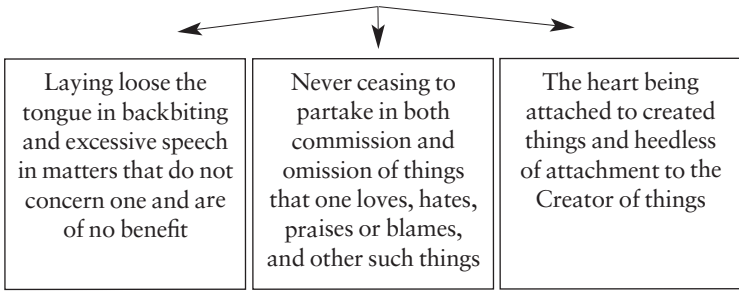 Laying loose the
tongue in backbiting
and excessive speech
in matters that do not
concern one and are
of no benefit
Never ceasing to
partake in both
commission and
omission of things
that one loves, hates,
praises or blames,
and other such things
The heart being
attached to created
things and heedless
of attachment to the
Creator of things